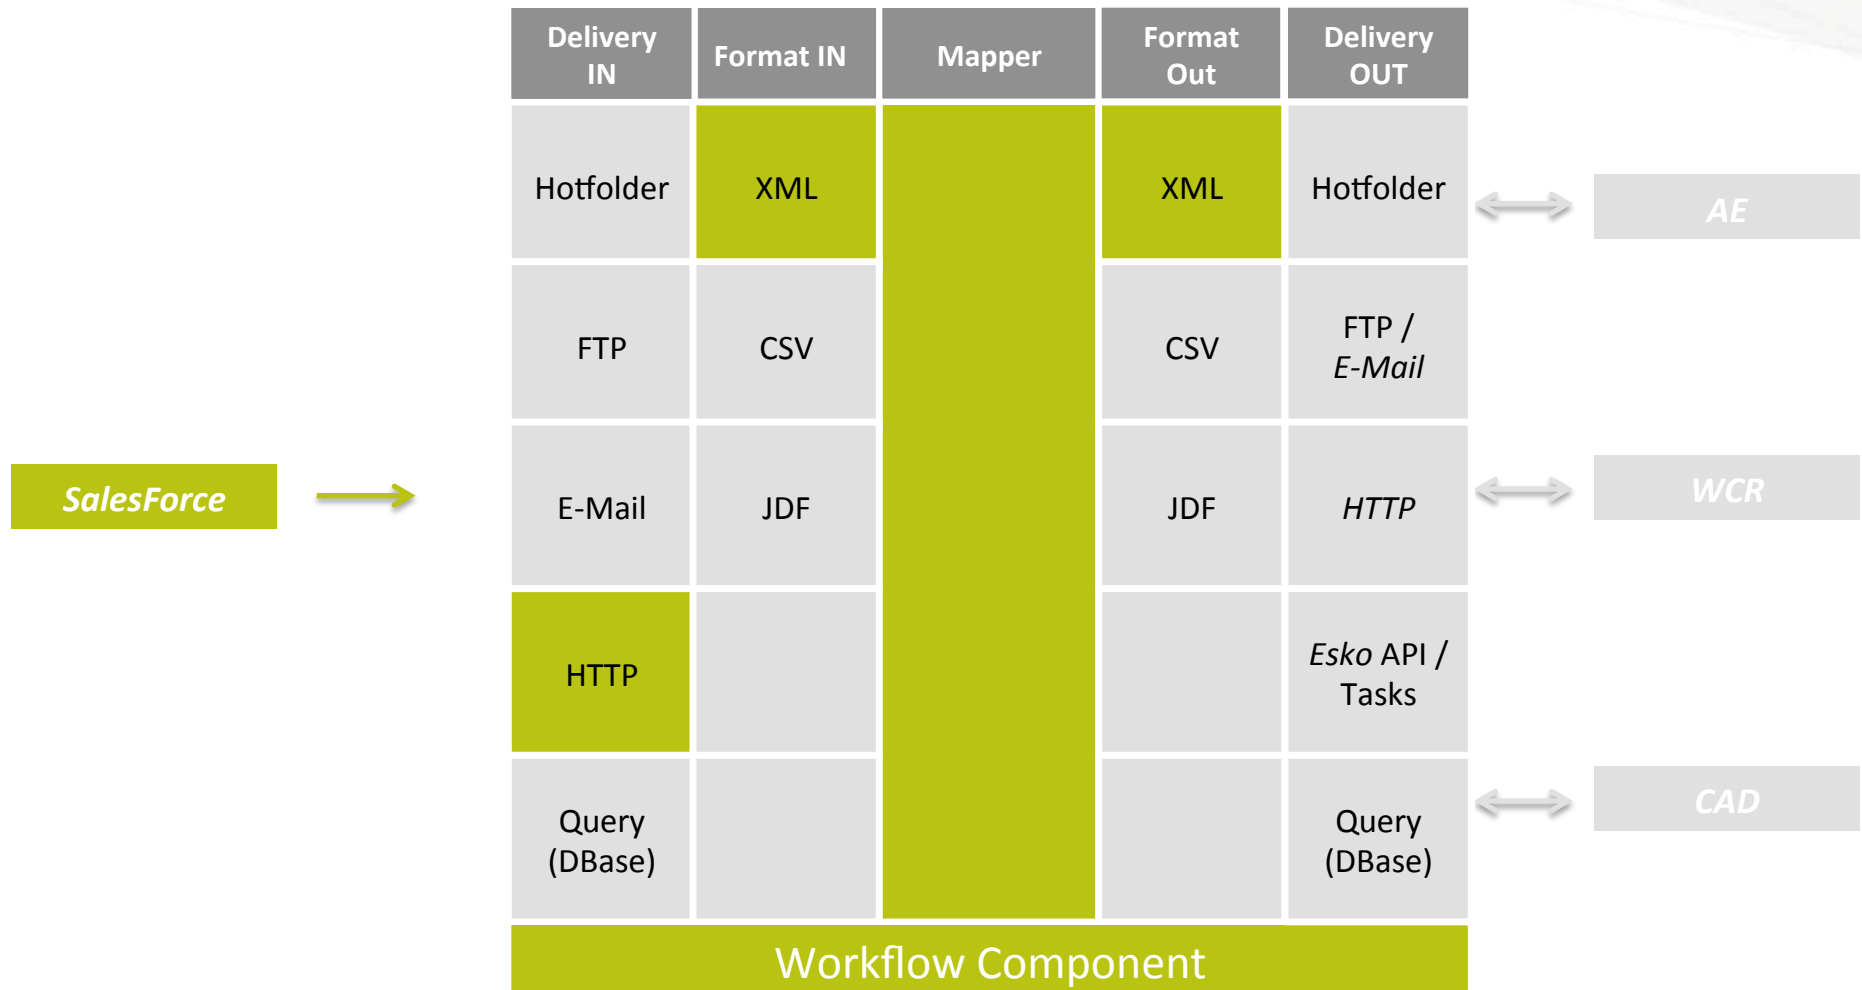 Delivery
IN
Format IN
Mapper
Format
Out
Delivery
OUT
Hotfolder
XML
XML
Hotfolder
AE
FTP
CSV
CSV
FTP /
E-Mail
SalesForce
E-Mail
JDF
JDF
HTTP
WCR
HTTP
Esko API /
Tasks
Query
(DBase)
Query
(DBase)
CAD
Workflow Component